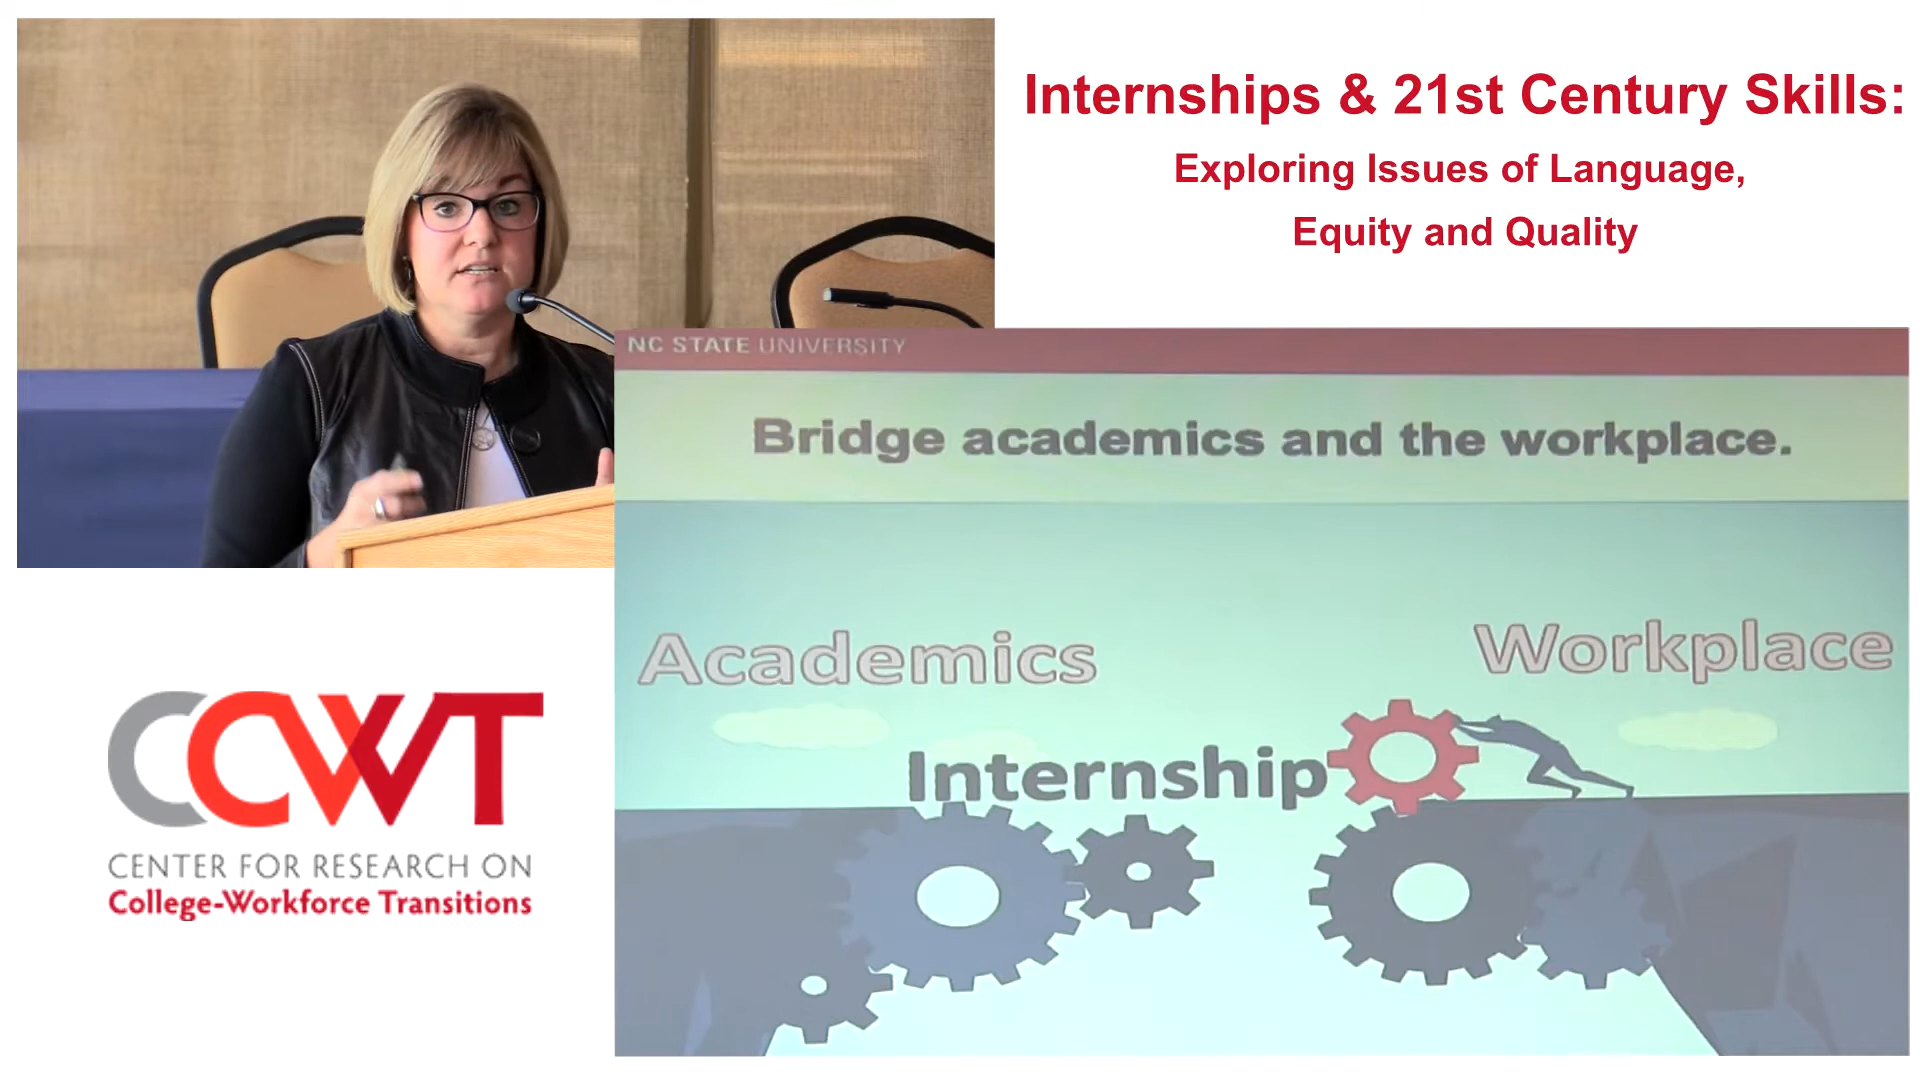 Internships & 21st Century Skills:
Exploring Issues of Language,
Equity and Quality
NC STATE UNIVERSITY
Bridge academics and the workplace.
Academics
Workplace
Internship
CCWT
CENTER FOR RESEARCH ON
College-Workforce Transitions